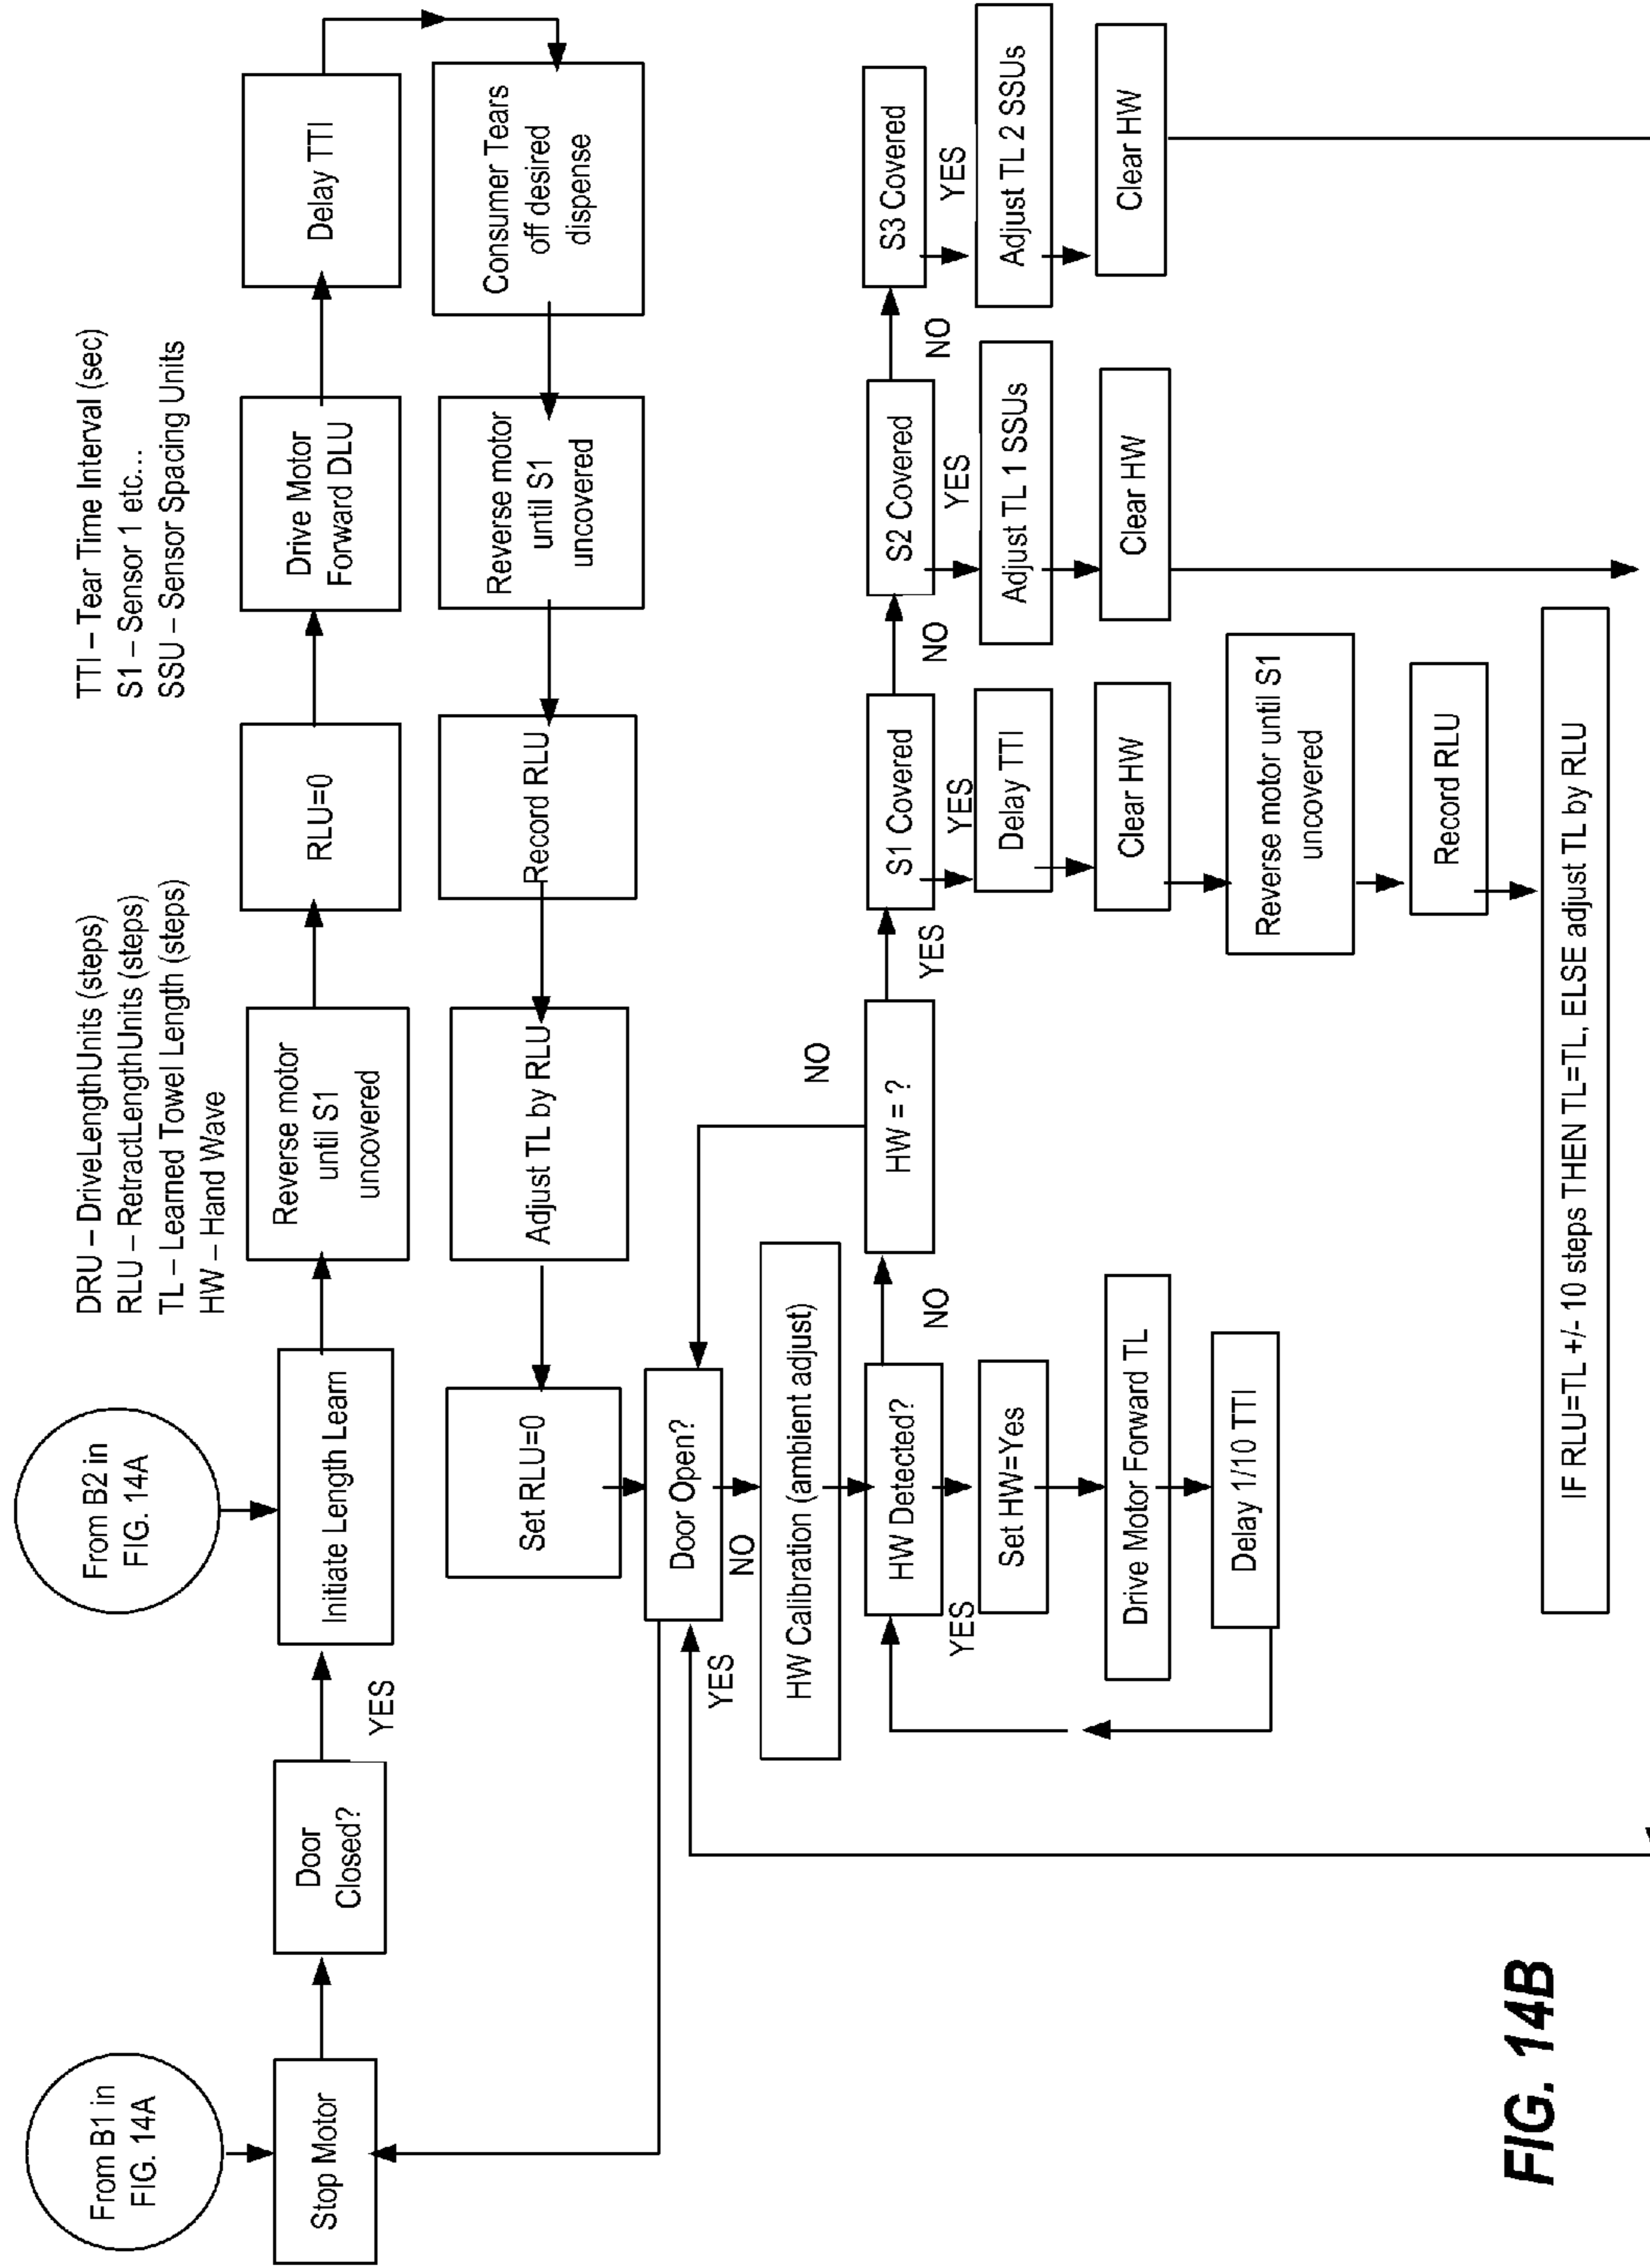 From B1 in
FIG. 14A
From B2 in
FIG. 14A
DRU – DriveLengthUnits (steps)
RLU – RetractLengthUnits (steps)
TL – Learned Towel Length (steps)
HW – Hand Wave
TTI – Tear Time Interval (sec)
S1 – Sensor 1 etc...
SSU – Sensor Spacing Units
Stop Motor
Door
Closed?
YES
Initiate Length Learn
Reverse motor
until S1
uncovered
RLU=0
Drive Motor
Forward DLU
Delay TTI
Consumer Tears
off desired
dispense
Reverse motor
until S1
uncovered
Record RLU
Adjust TL by RLU
Set RLU=0
Door Open?
YES
NO
NO
HW Calibration (ambient adjust)
HW Detected?
NO
HW = ?
YES
S1 Covered
NO
S2 Covered
NO
S3 Covered
YES
YES
YES
YES
Set HW=Yes
Delay TTI
Adjust TL 1 SSUs
Adjust TL 2 SSUs
Drive Motor Forward TL
Clear HW
Clear HW
Clear HW
Delay 1/10 TTI
Reverse motor until S1
uncovered
Record RLU
IF RLU=TL +/- 10 steps THEN TL=TL, ELSE adjust TL by RLU
FIG. 14B